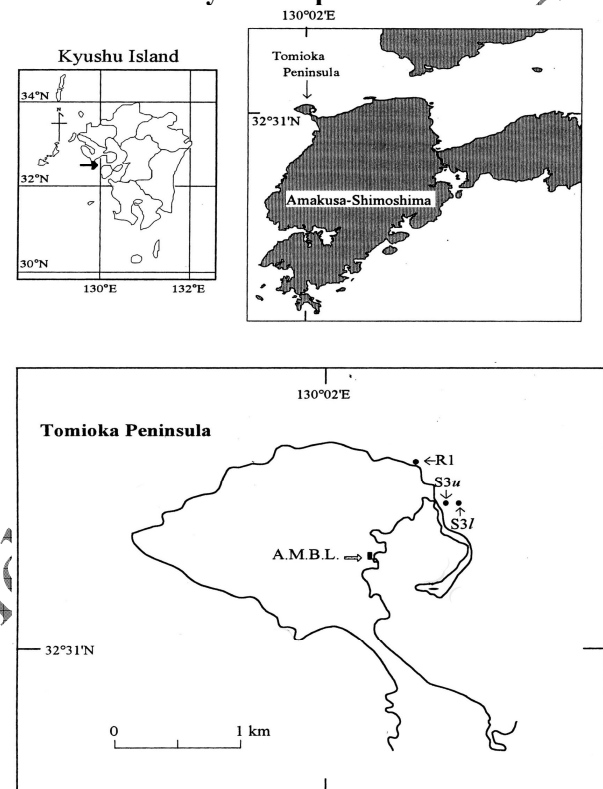 130°02'E
Kyushu Island
34°N
N
32°N
30°N
130°E
132°E
Tomioka
Peninsula
32°31'N
Amakusa-Shimoshima
130°02'E
Tomioka Peninsula
R1
S3u
S3l
A.M.B.L.
32°31'N
0
1 km